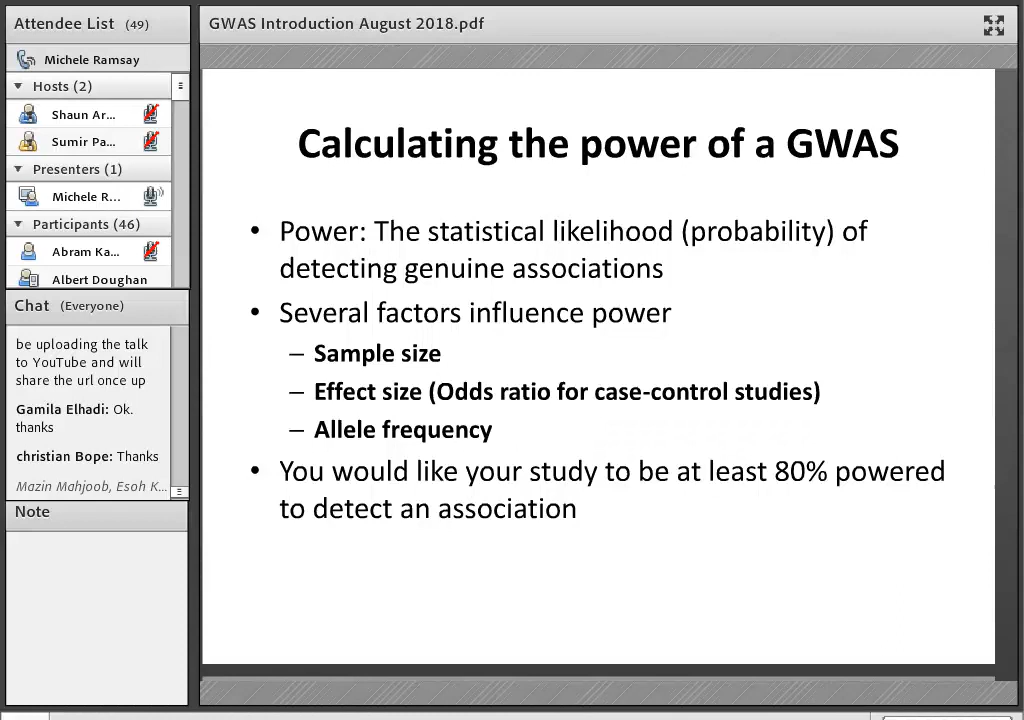 Attendee List (49)
Michele Ramsay
Hosts (2)
Shaun Ar...
Sumir Pa...
Presenters (1)
Michele R...
Participants (46)
Abram Ka...
Albert Doughan
Chat (Everyone)
be uploading the talk
to YouTube and will
share the url once up
Gamila Elhadi: Ok.
thanks
christian Bope: Thanks
Mazin Mahjoob, Esoh K...
Note
GWAS Introduction August 2018.pdf
Calculating the power of a GWAS
• Power: The statistical likelihood (probability) of
detecting genuine associations
• Several factors influence power
– Sample size
– Effect size (Odds ratio for case-control studies)
– Allele frequency
• You would like your study to be at least 80% powered
to detect an association